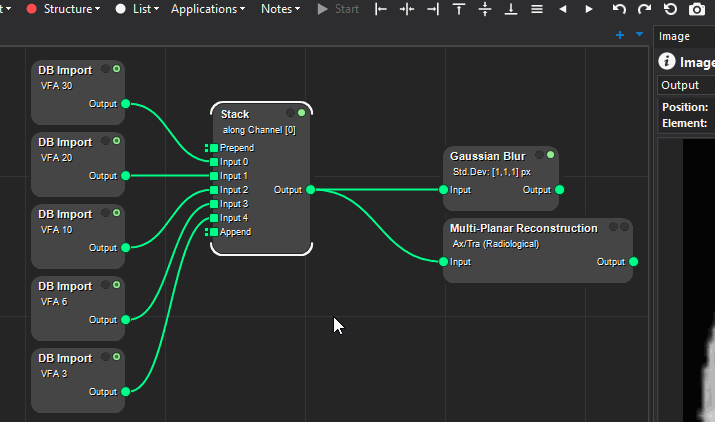 t
Structure
List
Applications
Notes
Start
Image
DB Import
VFA 30
Output
DB Import
VFA 20
Output
DB Import
VFA 10
Output
DB Import
VFA 6
Output
DB Import
VFA 3
Output
Stack
along Channel [0]
Prepend
Input 0
Input 1
Input 2
Output
Input 3
Input 4
Append
Gaussian Blur
Std.Dev: [1,1,1] px
Input Output
Multi-Planar Reconstruction
Ax/Tra (Radiological)
Input Output
Image
Output
Position:
Element: